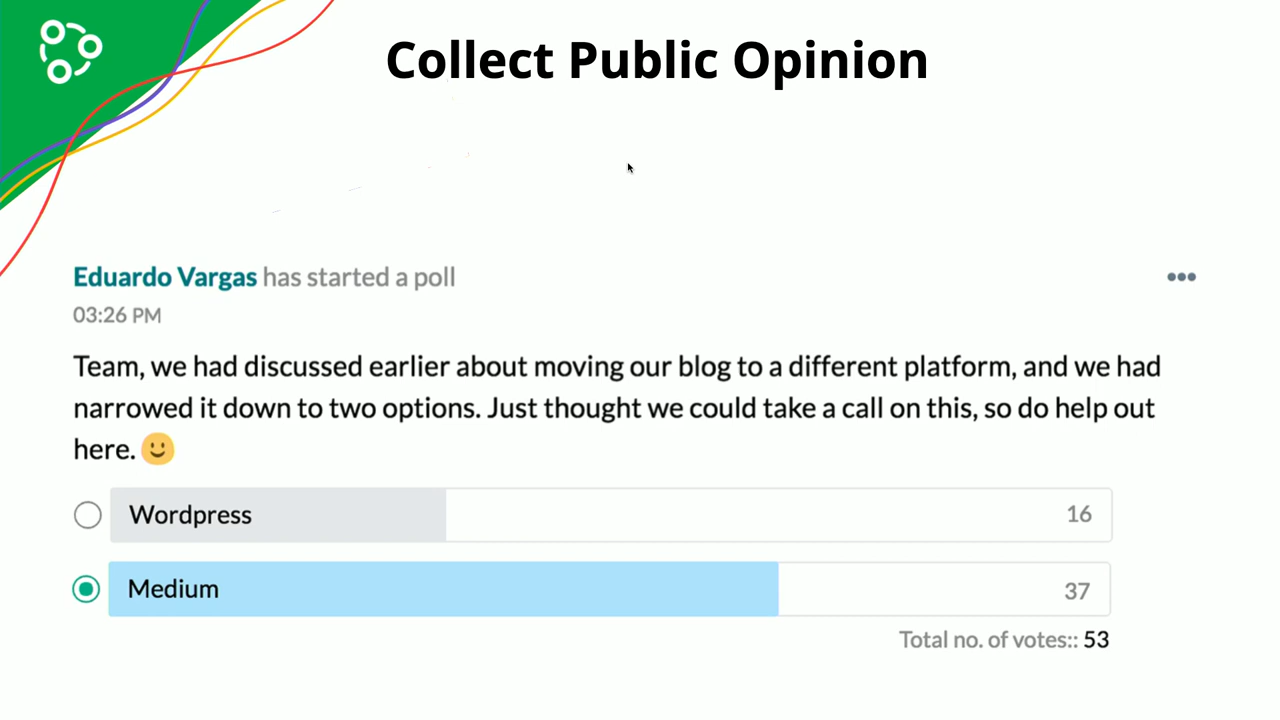 Collect Public Opinion
Eduardo Vargas has started a poll
03:26 PM
Team, we had discussed earlier about moving our blog to a different platform, and we had
narrowed it down to two options. Just thought we could take a call on this, so do help out
here. 🙂
Wordpress 16
Medium 37
Total no. of votes:: 53